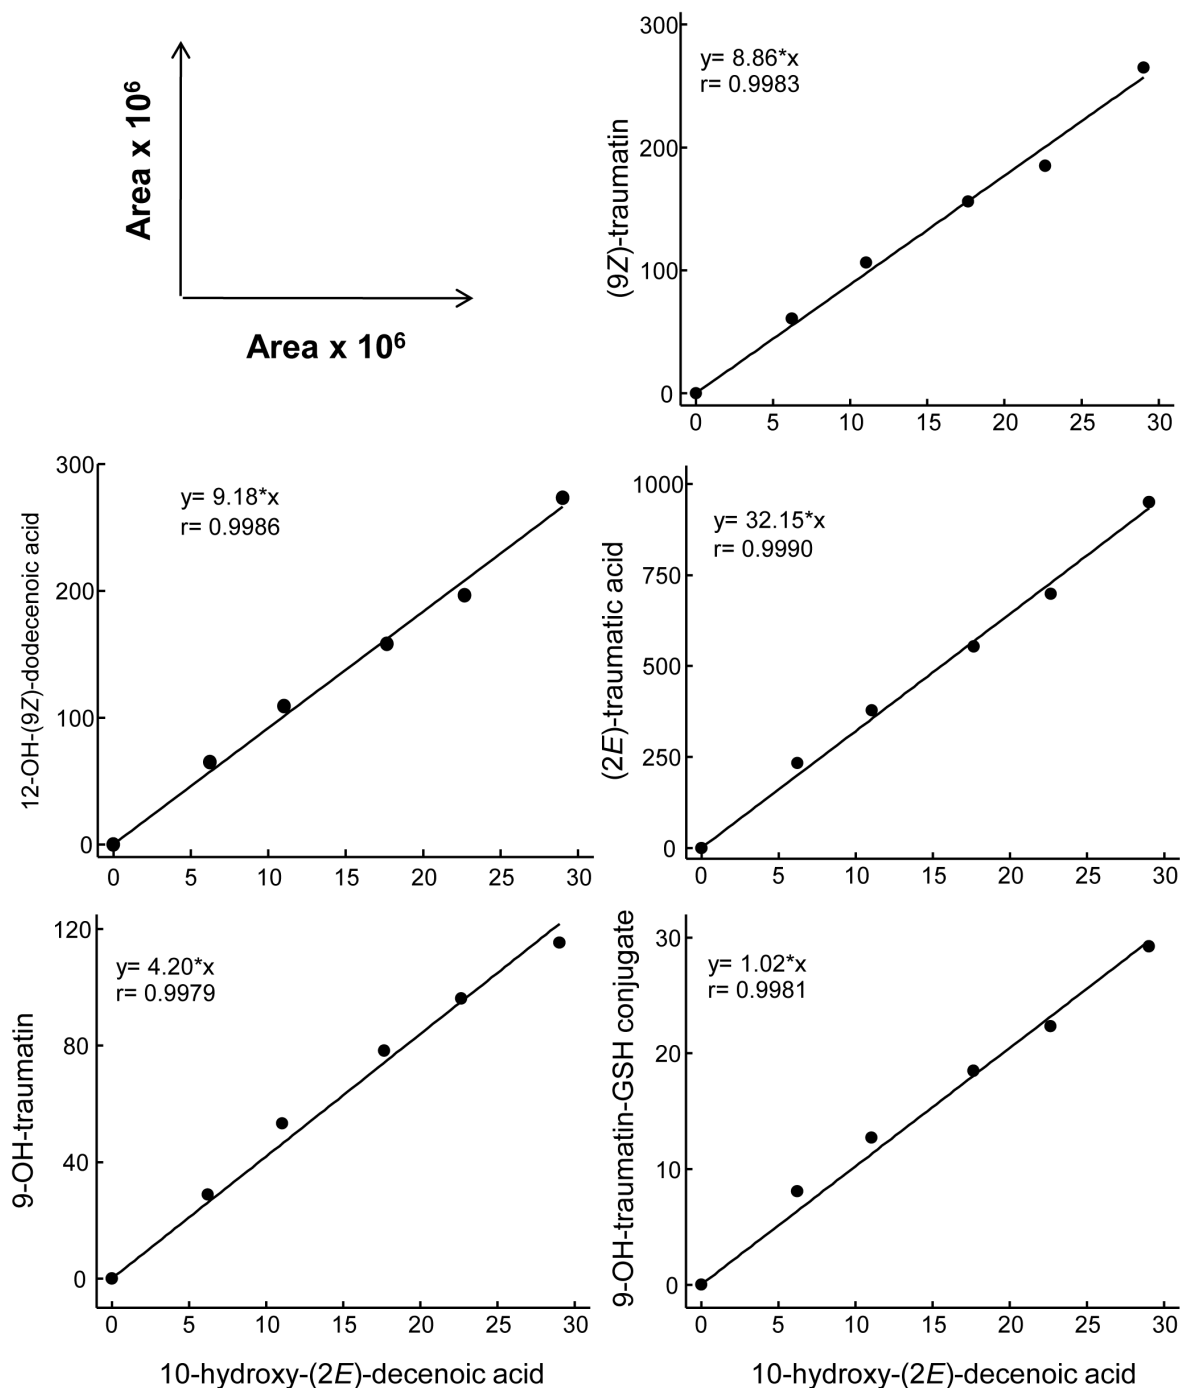 Area x 10⁶
Area x 10⁶
(9Z)-traumatin
y= 8.86*x
r= 0.9983
300
200
100
0
0 5 10 15 20 25 30
12-OH-(9Z)-dodecenoic acid
y= 9.18*x
r= 0.9986
300
200
100
0
0 5 10 15 20 25 30
(2E)-traumatic acid
y= 32.15*x
r= 0.9990
1000
750
500
250
0
0 5 10 15 20 25 30
9-OH-traumatin
y= 4.20*x
r= 0.9979
120
80
40
0
0 5 10 15 20 25 30
10-hydroxy-(2E)-decenoic acid
9-OH-traumatin-GSH conjugate
y= 1.02*x
r= 0.9981
30
20
10
0
0 5 10 15 20 25 30
10-hydroxy-(2E)-decenoic acid